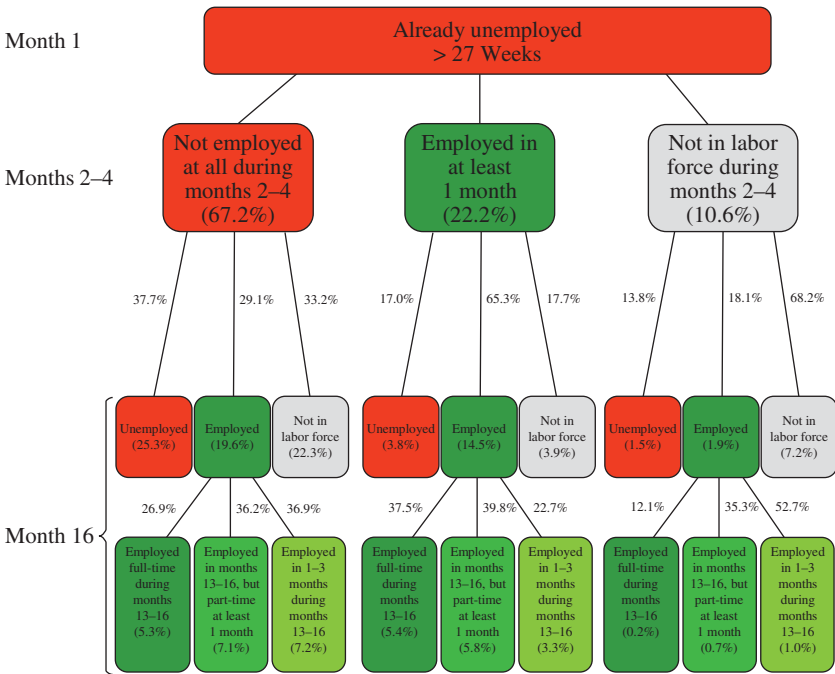 Month 1
Already unemployed
> 27 Weeks
Months 2–4
Not employed
at all during
months 2–4
(67.2%)
Employed in
at least
1 month
(22.2%)
Not in labor
force during
months 2–4
(10.6%)
37.7%
29.1%
33.2%
17.0%
65.3%
17.7%
13.8%
18.1%
68.2%
Month 16
Unemployed
(25.3%)
Employed
(19.6%)
Not in
labor force
(22.3%)
Unemployed
(3.8%)
Employed
(14.5%)
Not in
labor force
(3.9%)
Unemployed
(1.5%)
Employed
(1.9%)
Not in
labor force
(7.2%)
26.9%
36.2%
36.9%
37.5%
39.8%
22.7%
12.1%
35.3%
52.7%
Employed
full-time
during
months
13–16
(5.3%)
Employed
in months
13–16, but
part-time
at least
1 month
(7.1%)
Employed
in 1–3
months
during
months
13–16
(7.2%)
Employed
full-time
during
months
13–16
(5.4%)
Employed
in months
13–16, but
part-time
at least
1 month
(5.8%)
Employed
in 1–3
months
during
months
13–16
(3.3%)
Employed
full-time
during
months
13–16
(0.2%)
Employed
in months
13–16, but
part-time
at least
1 month
(0.7%)
Employed
in 1–3
months
during
months
13–16
(1.0%)